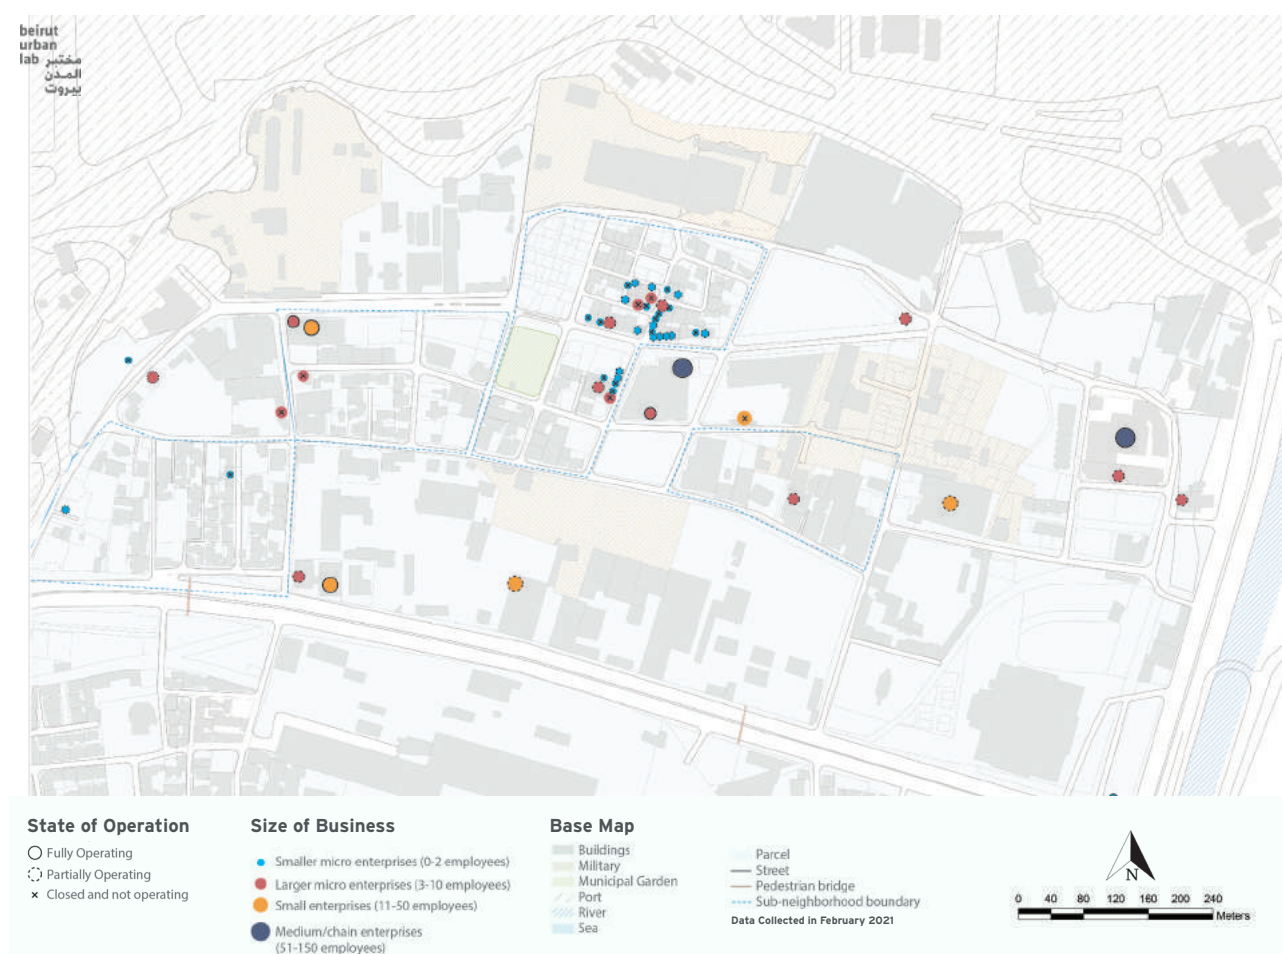 beirut
urban
lab مختبر
المدن
بيروت
State of Operation
Fully Operating
Partially Operating
Closed and not operating
Size of Business
Smaller micro enterprises (0-2 employees)
Larger micro enterprises (3-10 employees)
Small enterprises (11-50 employees)
Medium/chain enterprises
(51-150 employees)
Base Map
Buildings
Military
Municipal Garden
Port
River
Sea
Parcel
Street
Pedestrian bridge
Sub-neighborhood boundary
Data Collected in February 2021
N
0 40 80 120 160 200 240
Meters